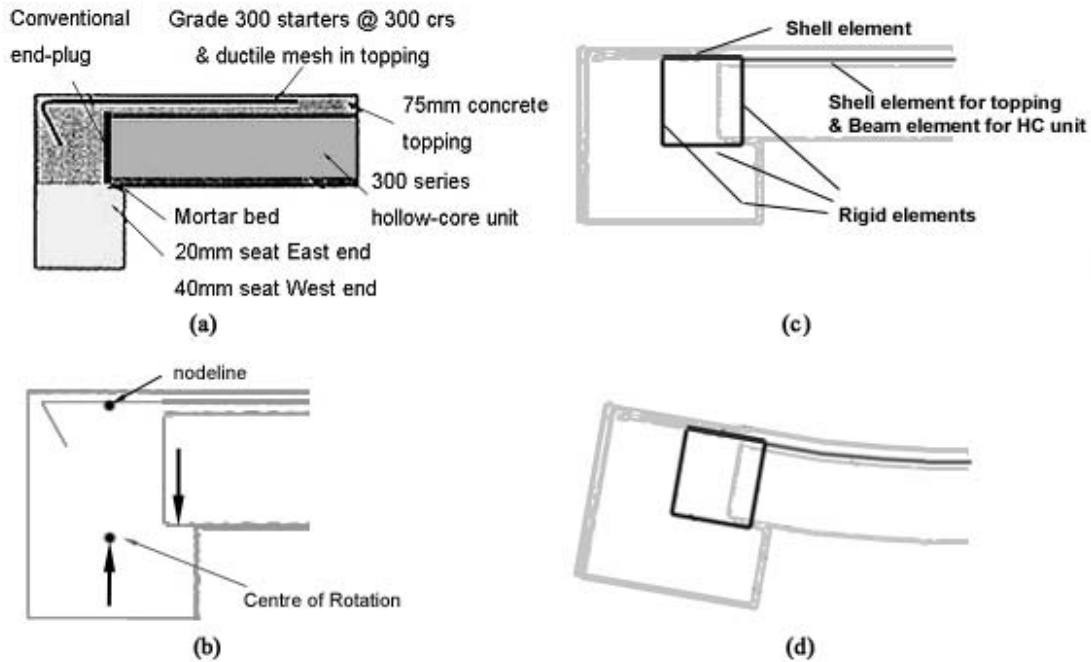 Conventional
end-plug
Grade 300 starters @ 300 crs
& ductile mesh in topping
75mm concrete
topping
300 series
hollow-core unit
Mortar bed
20mm seat East end
40mm seat West end
(a)
Shell element
Shell element for topping
& Beam element for HC unit
Rigid elements
(c)
nodeline
Centre of Rotation
(b)
(d)